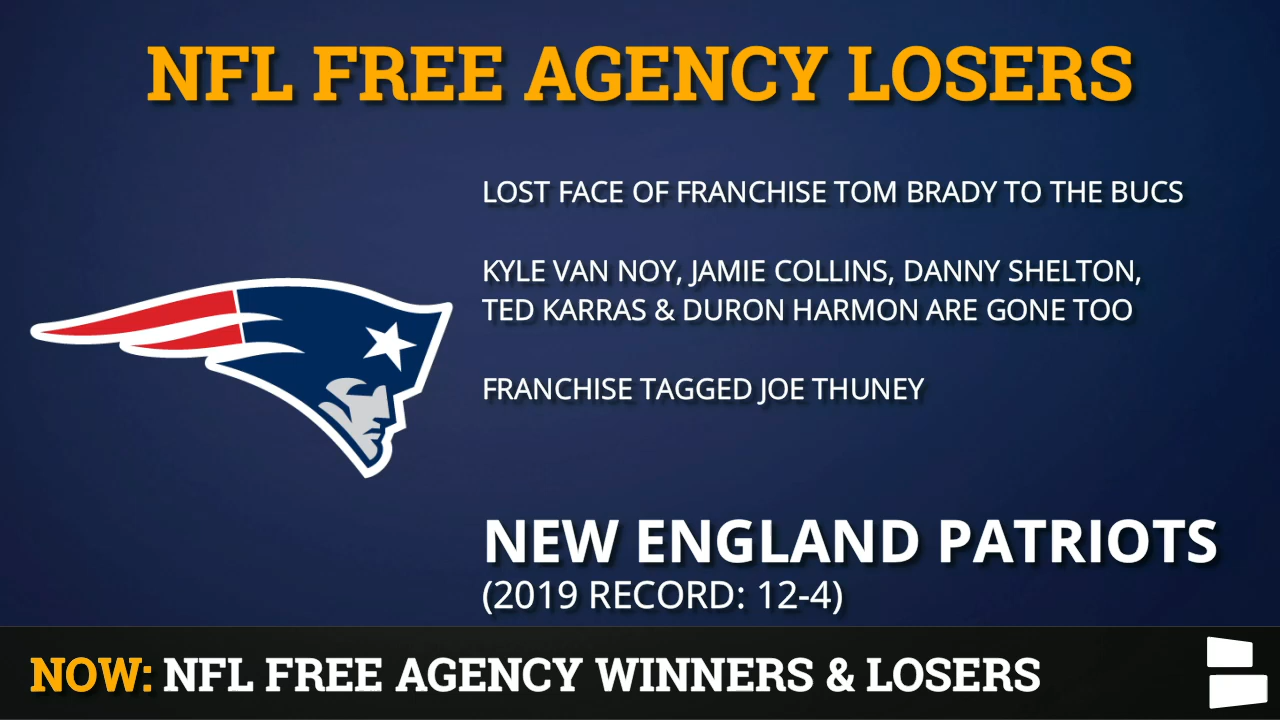 NFL FREE AGENCY LOSERS
LOST FACE OF FRANCHISE TOM BRADY TO THE BUCS
KYLE VAN NOY, JAMIE COLLINS, DANNY SHELTON,
TED KARRAS & DURON HARMON ARE GONE TOO
FRANCHISE TAGGED JOE THUNEY
NEW ENGLAND PATRIOTS
(2019 RECORD: 12-4)
NOW: NFL FREE AGENCY WINNERS & LOSERS